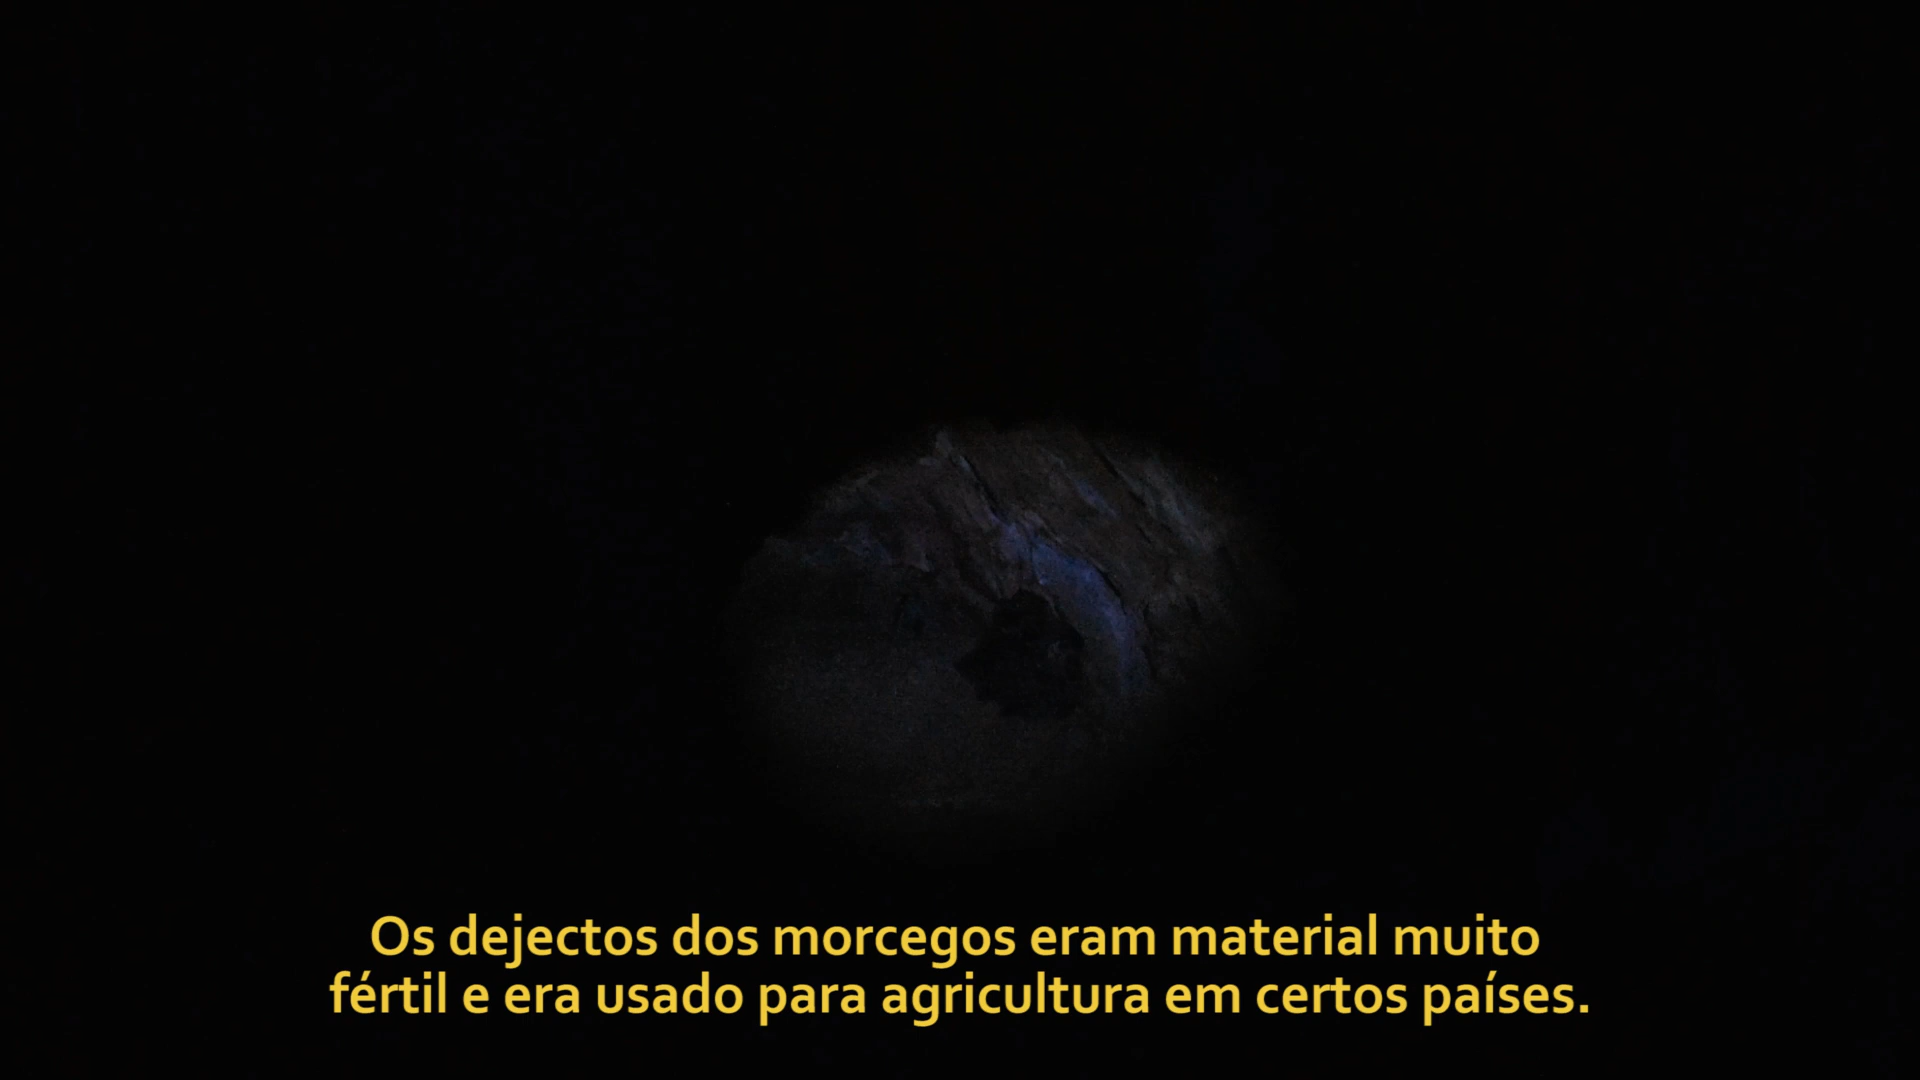 Os dejectos dos morcegos eram material muito
fértil e era usado para agricultura em certos países.